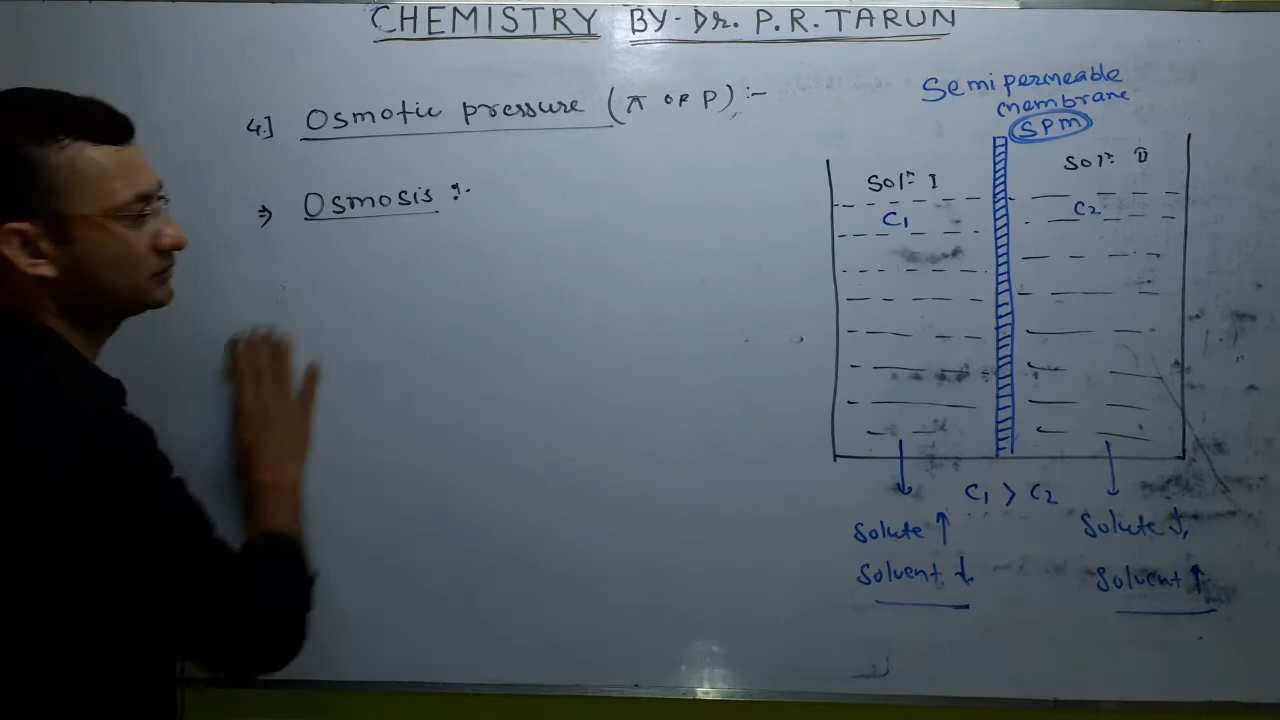 CHEMISTRY BY- Dr. P.R. TARUN
4.] Osmotic pressure (π or P) :-
⇒ Osmosis :-
Semipermeable
membrane
SPM
Solⁿ I
Solⁿ II
C₁
C₂
C₁ > C₂
Solute ↑
Solvent ↓
Solute ↓
Solvent ↑